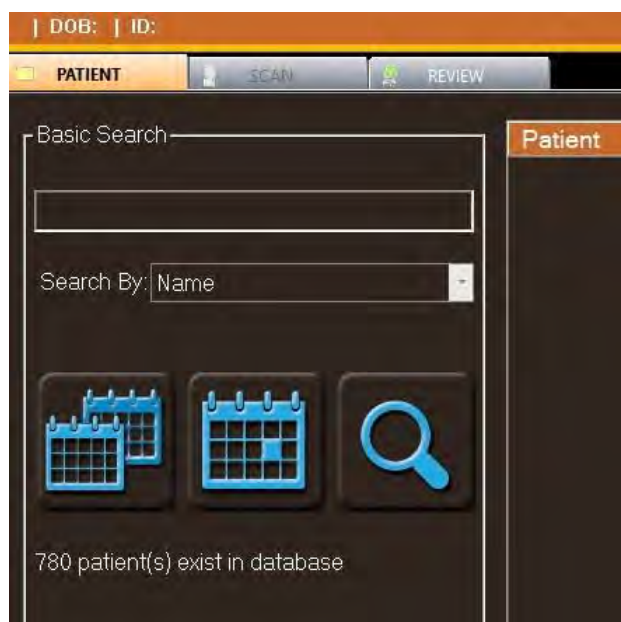 | DOB: | ID:
PATIENT SCAN REVIEW
Basic Search
Patient
Search By: Name
780 patient(s) exist in database